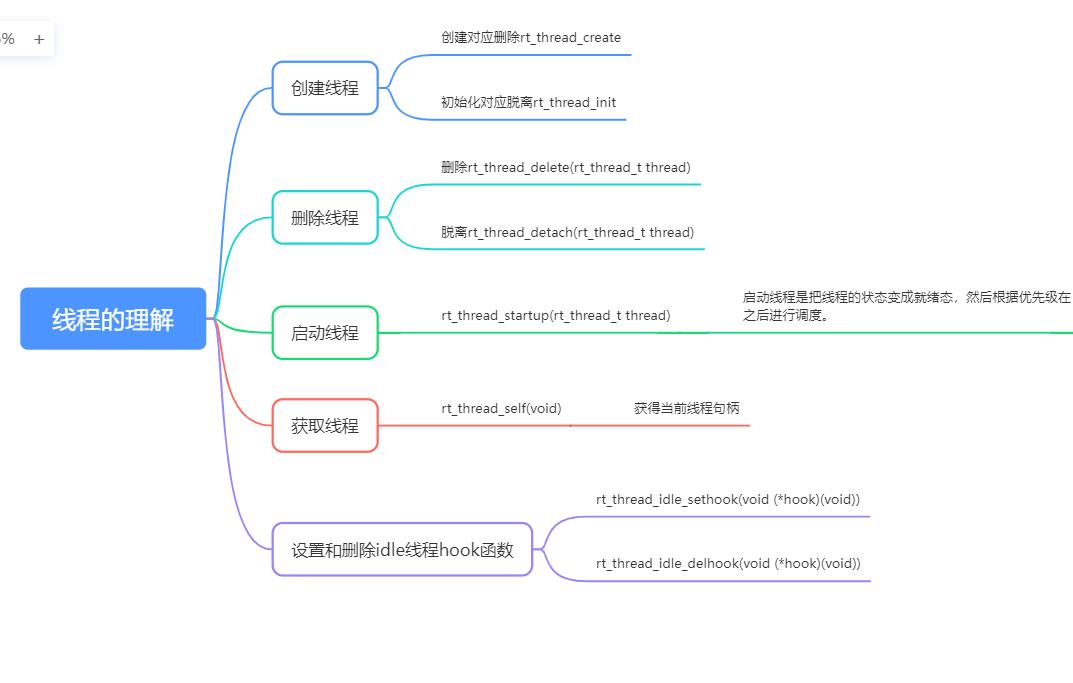 %
+
创建对应删除rt_thread_create
创建线程
初始化对应脱离rt_thread_init
删除rt_thread_delete(rt_thread_t thread)
删除线程
脱离rt_thread_detach(rt_thread_t thread)
线程的理解
启动线程
rt_thread_startup(rt_thread_t thread)
启动线程是把线程的状态变成就绪态，然后根据优先级在
之后进行调度。
获取线程
rt_thread_self(void)
获得当前线程句柄
设置和删除idle线程hook函数
rt_thread_idle_sethook(void (*hook)(void))
rt_thread_idle_delhook(void (*hook)(void))